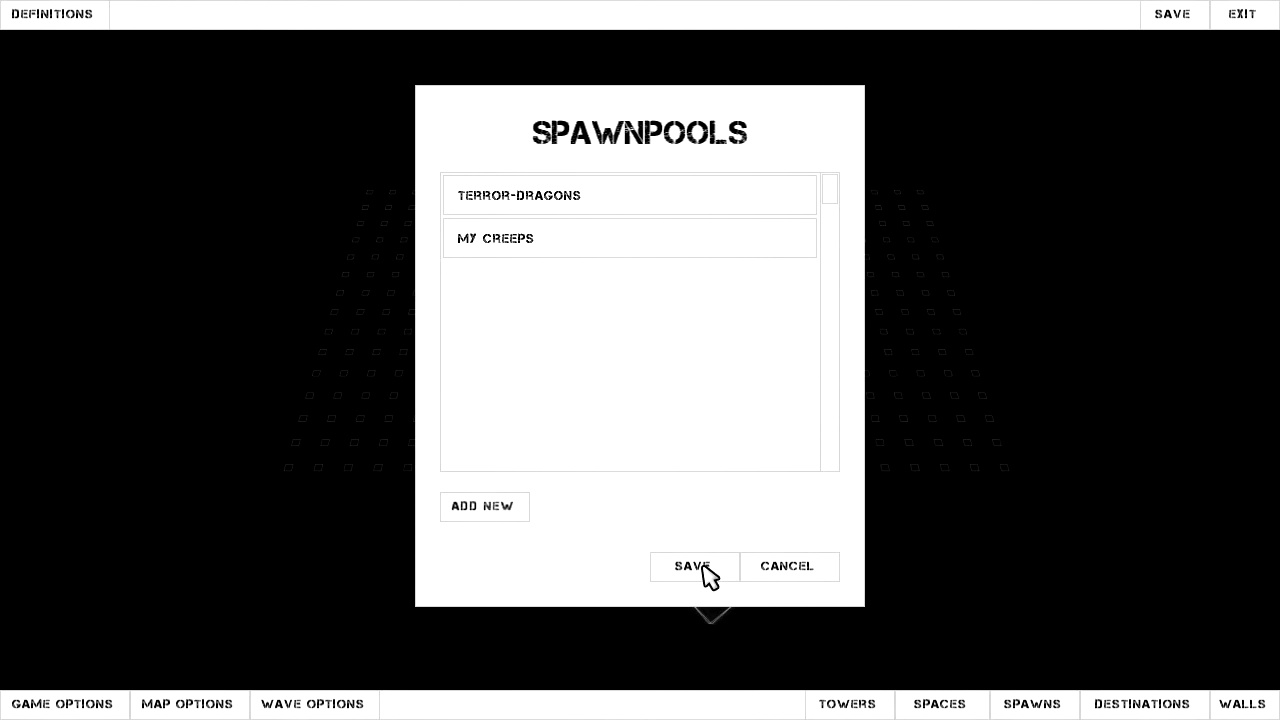 DEFINITIONS
SAVE
EXIT
SPAWNPOOLS
TERROR-DRAGONS
MY CREEPS
ADD NEW
SAVE
CANCEL
GAME OPTIONS
MAP OPTIONS
WAVE OPTIONS
TOWERS
SPACES
SPAWNS
DESTINATIONS
WALLS